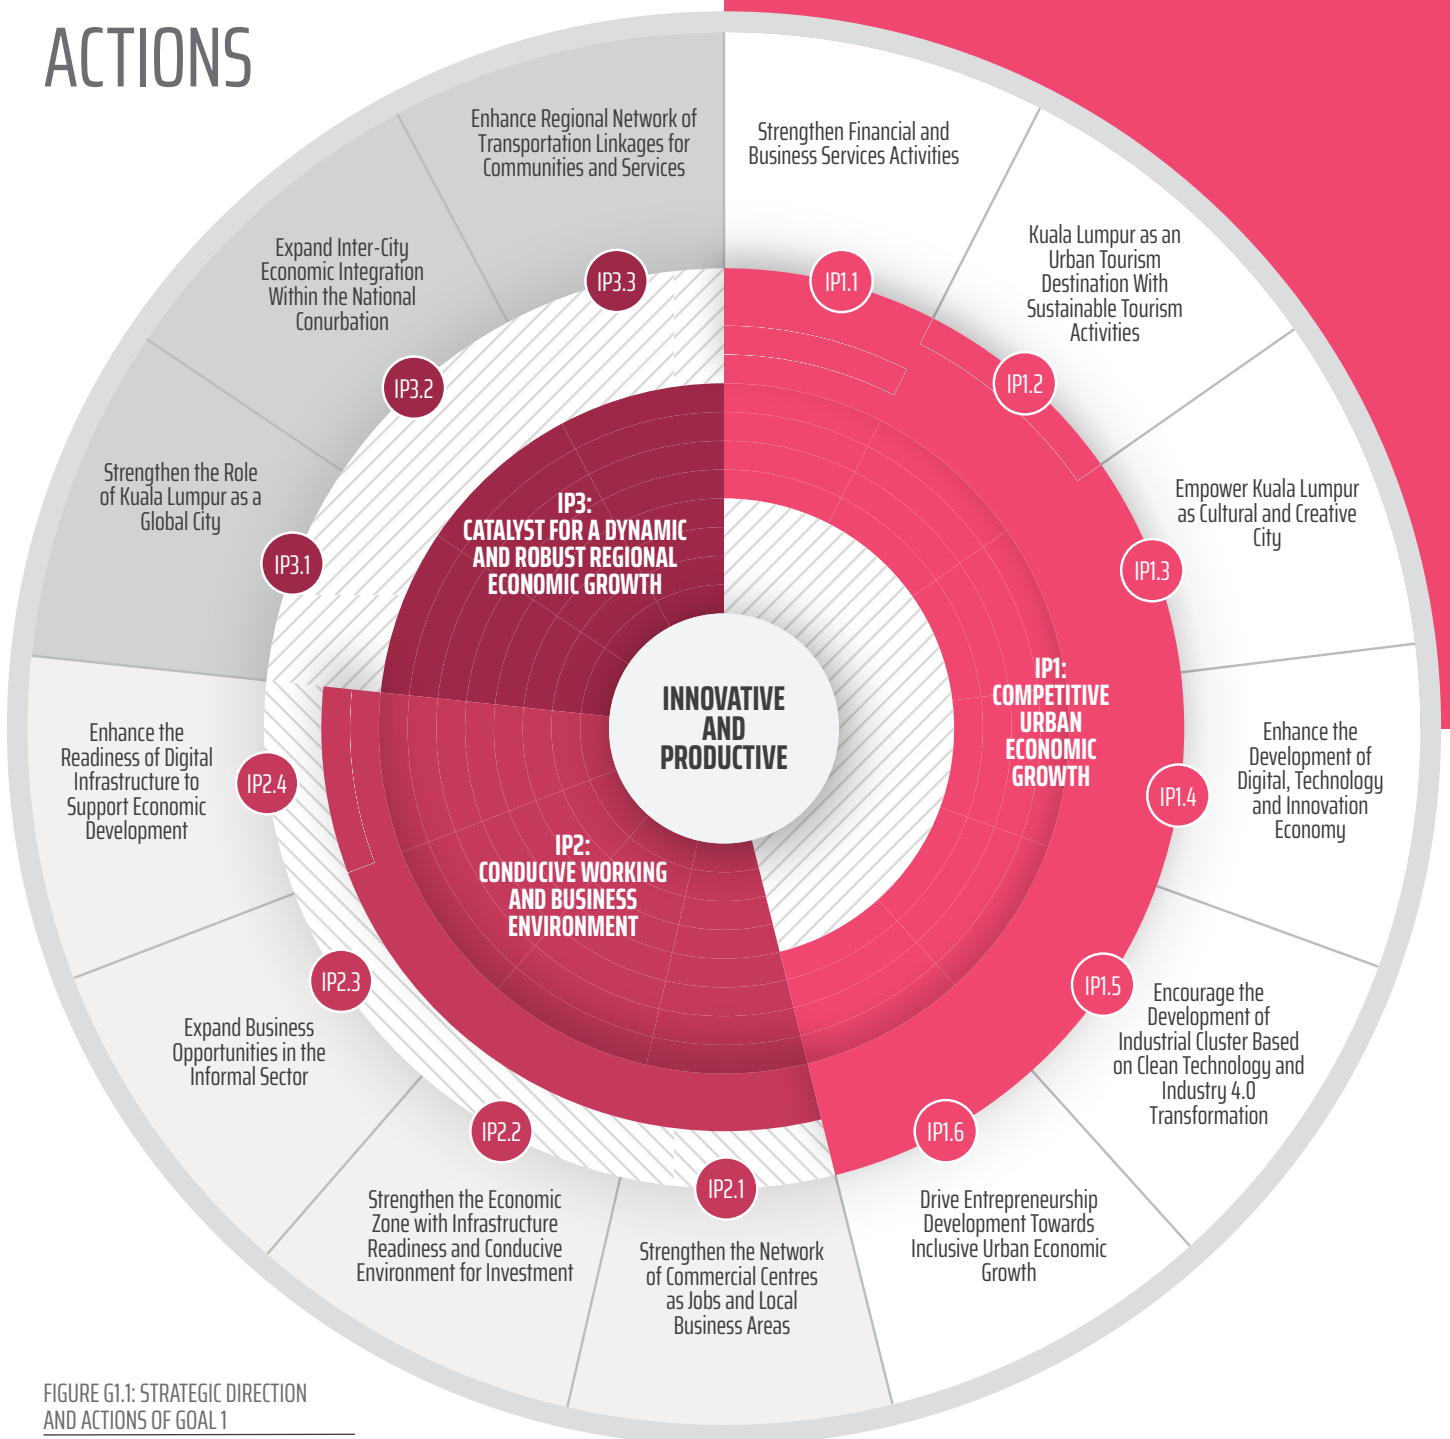 ACTIONS
Enhance Regional Network of
Transportation Linkages for
Communities and Services
Strengthen Financial and
Business Services Activities
Kuala Lumpur as an
Urban Tourism
Destination With
Sustainable Tourism
Activities
Expand Inter-City
Economic Integration
Within the National
Conurbation
IP3.3
IP1.1
IP3.2
IP1.2
Strengthen the Role
of Kuala Lumpur as a
Global City
Empower Kuala Lumpur
as Cultural and Creative
City
IP3.1
IP1.3
IP3:
CATALYST FOR A DYNAMIC
AND ROBUST REGIONAL
ECONOMIC GROWTH
INNOVATIVE
AND
PRODUCTIVE
IP1:
COMPETITIVE
URBAN
ECONOMIC
GROWTH
Enhance the
Readiness of Digital
Infrastructure to
Support Economic
Development
IP2.4
IP1.4
Enhance the
Development of
Digital, Technology
and Innovation
Economy
IP2:
CONDUCIVE WORKING
AND BUSINESS
ENVIRONMENT
IP2.3
IP1.5
Expand Business
Opportunities in the
Informal Sector
Encourage the
Development of
Industrial Cluster Based
on Clean Technology and
Industry 4.0
Transformation
IP2.2
IP1.6
IP2.1
Strengthen the Economic
Zone with Infrastructure
Readiness and Conducive
Environment for Investment
Strengthen the Network
of Commercial Centres
as Jobs and Local
Business Areas
Drive Entrepreneurship
Development Towards
Inclusive Urban Economic
Growth
FIGURE G1.1: STRATEGIC DIRECTION
AND ACTIONS OF GOAL 1